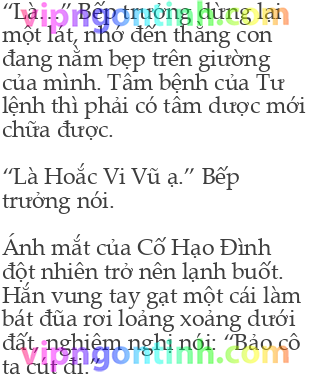 “Là...” Bếp trưởng dừng lại
một lát, nhớ đến thằng con
đang nằm bẹp trên giường
của mình. Tâm bệnh của Tư
lệnh thì phải có tâm dược mới
chữa được.
“Là Hoắc Vi Vũ ạ.” Bếp
trưởng nói.
Ánh mắt của Cố Hạo Đình
đột nhiên trở nên lạnh buốt.
Hắn vung tay gạt một cái làm
bát đũa rơi loảng xoảng dưới
đất, nghiêm nghị nói: “Bảo cô
ta cút đi.”
vipngontinh.com
vipngontinh.com